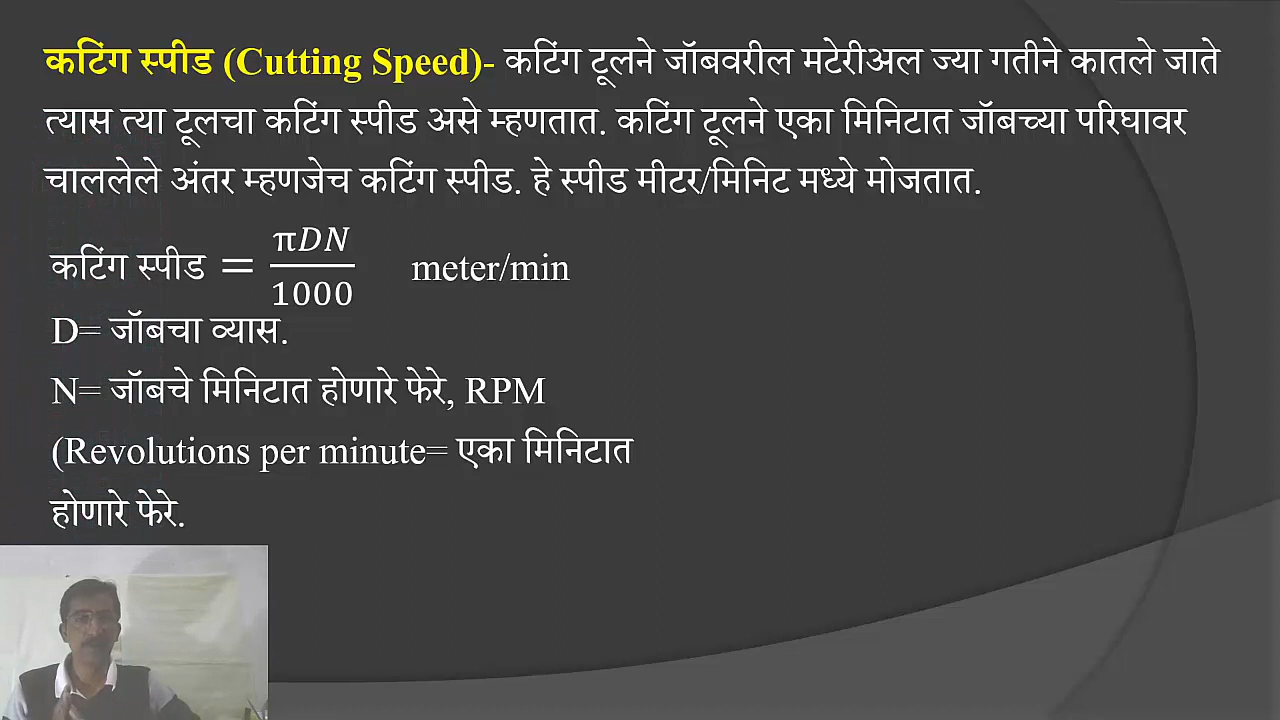 कटिंग स्पीड (Cutting Speed)- कटिंग टूलने जॉबवरील मटेरीअल ज्या गतीने कातले जाते
त्यास त्या टूलचा कटिंग स्पीड असे म्हणतात. कटिंग टूलने एका मिनिटात जॉबच्या परिघावर
चाललेले अंतर म्हणजेच कटिंग स्पीड. हे स्पीड मीटर/मिनिट मध्ये मोजतात.
कटिंग स्पीड = πDN/1000 meter/min
D= जॉबचा व्यास.
N= जॉबचे मिनिटात होणारे फेरे, RPM
(Revolutions per minute= एका मिनिटात
होणारे फेरे.